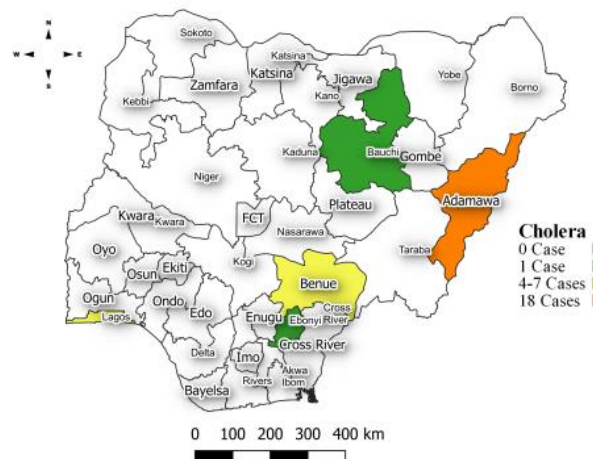 N
W
E
S
Sokoto
Katsina
Zamfara
Katsina
Jigawa
Yobe
Borno
Kebbi
Kano
Kaduna
Bauchi
Gombe
Niger
Adamawa
Plateau
FCT
Kwara
Kwara
Nasarawa
Taraba
Oyo
Ekiti
Kogi
Osun
Benue
Ogun
Ondo
Edo
Enugu
Ebonyi
Cross
River
Lagos
Cross River
Delta
Imo
Akwa
Ibom
Bayelsa
Rivers
Cholera
0 Case
1 Case
4-7 Cases
18 Cases
0 100 200 300 400 km